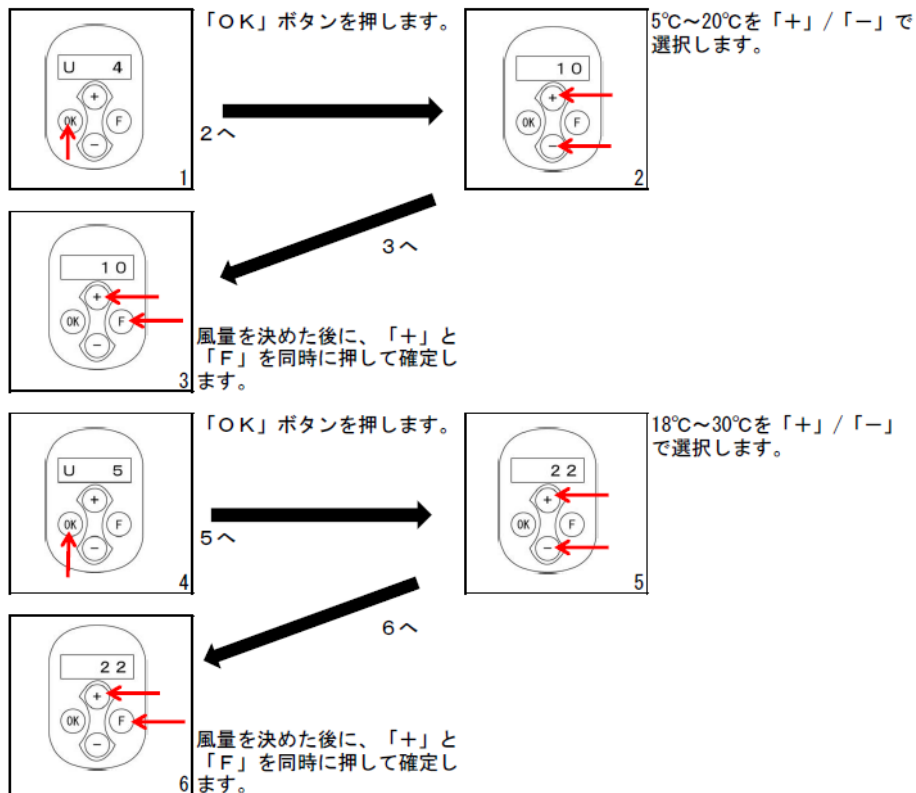 「OK」ボタンを押します。
U 4
+
OK
F
−
1
2へ
5℃～20℃を「+」/「−」で
選択します。
10
+
OK
F
−
2
3へ
10
+
OK
F
−
3
風量を決めた後に、「+」と
「F」を同時に押して確定し
ます。
「OK」ボタンを押します。
U 5
+
OK
F
−
4
5へ
18℃～30℃を「+」/「−」
で選択します。
22
+
OK
F
−
5
6へ
22
+
OK
F
−
6
風量を決めた後に、「+」と
「F」を同時に押して確定し
ます。